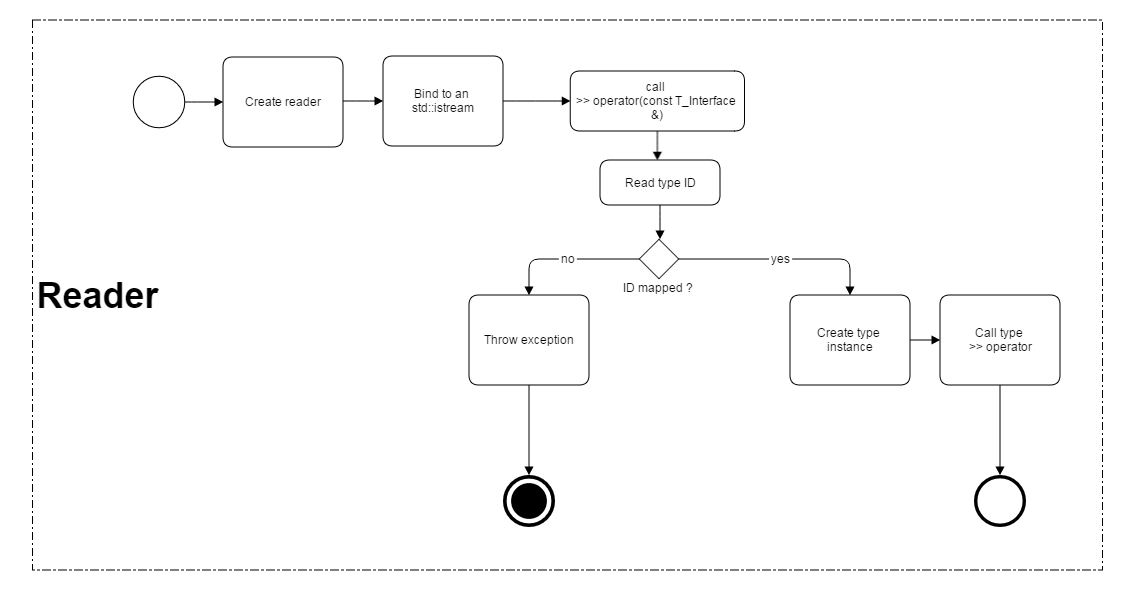 Create reader
Bind to an
std::istream
call
>> operator(const T_Interface
&)
Read type ID
no
yes
ID mapped ?
Reader
Throw exception
Create type
instance
Call type
>> operator